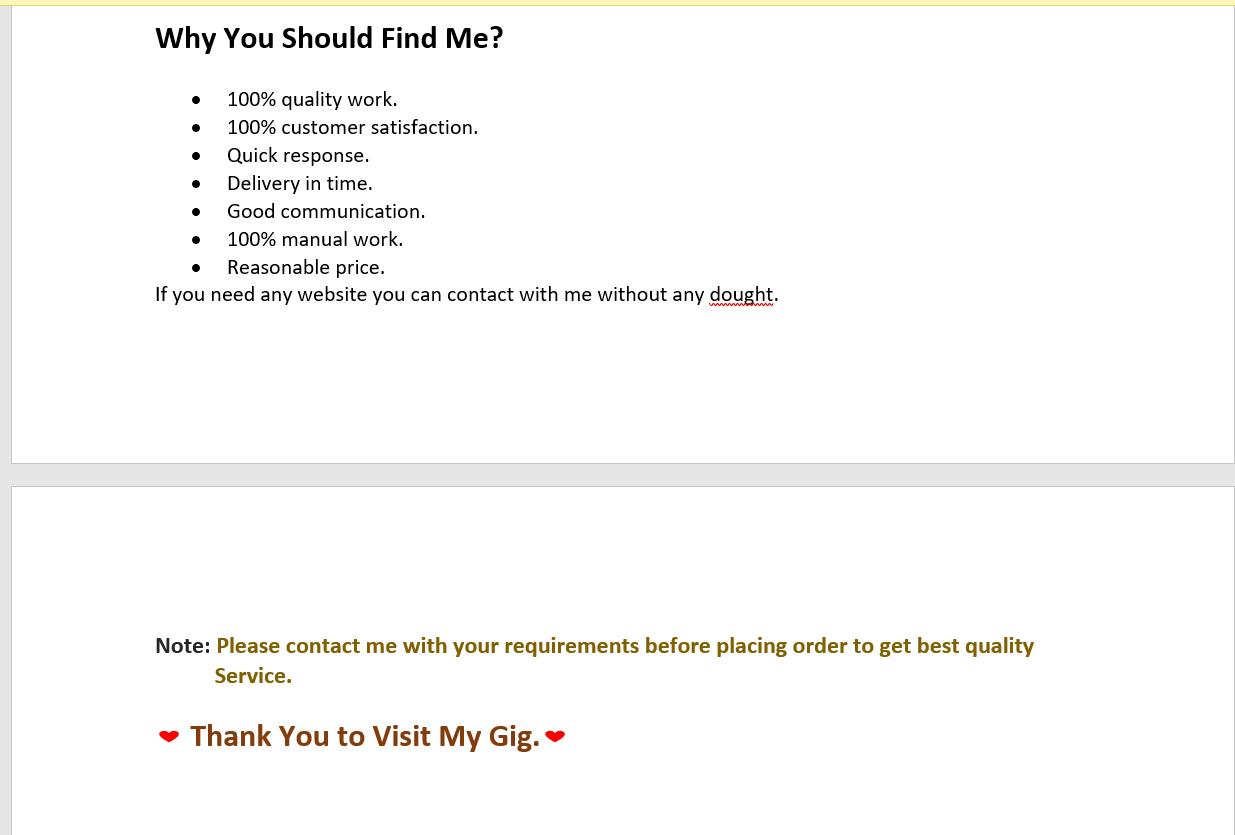 Why You Should Find Me?
• 100% quality work.
• 100% customer satisfaction.
• Quick response.
• Delivery in time.
• Good communication.
• 100% manual work.
• Reasonable price.
If you need any website you can contact with me without any dought.
Note: Please contact me with your requirements before placing order to get best quality
Service.
❤ Thank You to Visit My Gig. ❤